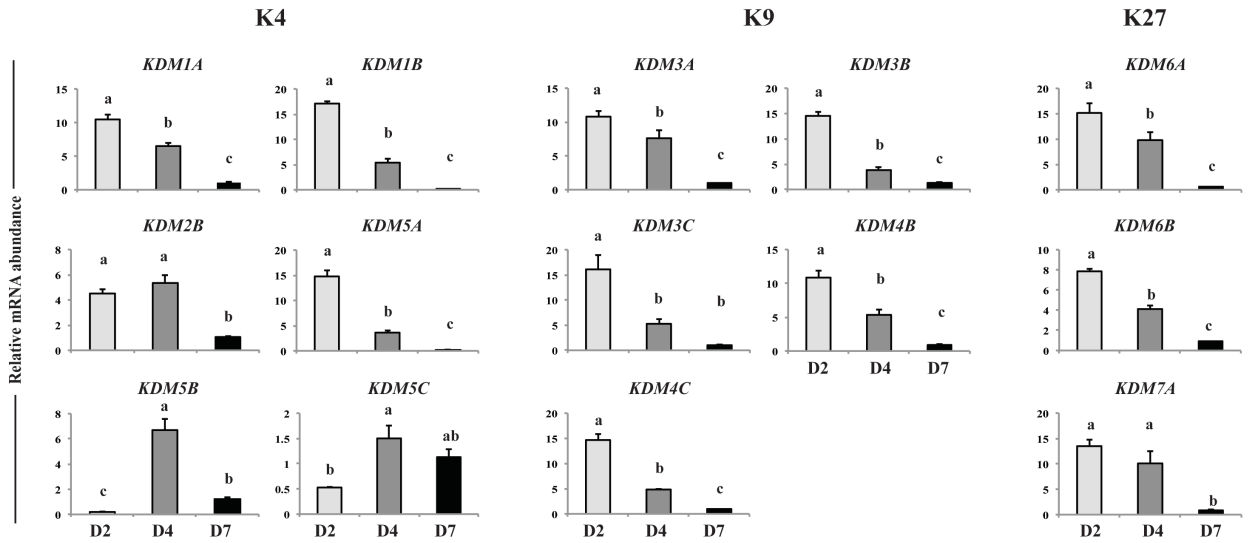 K4 K9 K27
Relative mRNA abundance
KDM1A KDM1B KDM3A KDM3B KDM6A
15 10 5 0 a b c
20 15 10 5 0 a b c
15 10 5 0 a b c
20 15 10 5 0 a b c
20 15 10 5 0 a b c
KDM2B KDM5A KDM3C KDM4B KDM6B
8 6 4 2 0 a a b
20 15 10 5 0 a b c
20 15 10 5 0 a b b
15 10 5 0 a b c
10 8 6 4 2 0 a b c
D2 D4 D7
KDM5B KDM5C KDM4C KDM7A
8 6 4 2 0 c a b
2 1.5 1 0.5 0 b a ab
20 15 10 5 0 a b c
20 15 10 5 0 a a b
D2 D4 D7 D2 D4 D7 D2 D4 D7 D2 D4 D7